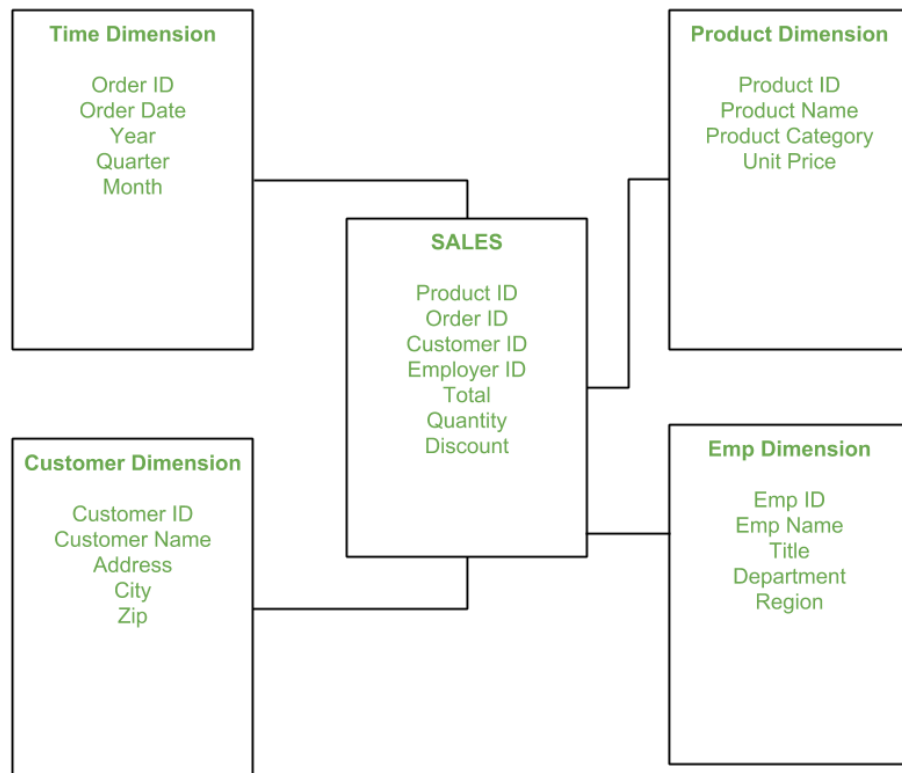 Time Dimension
Order ID
Order Date
Year
Quarter
Month
Product Dimension
Product ID
Product Name
Product Category
Unit Price
SALES
Product ID
Order ID
Customer ID
Employer ID
Total
Quantity
Discount
Customer Dimension
Customer ID
Customer Name
Address
City
Zip
Emp Dimension
Emp ID
Emp Name
Title
Department
Region